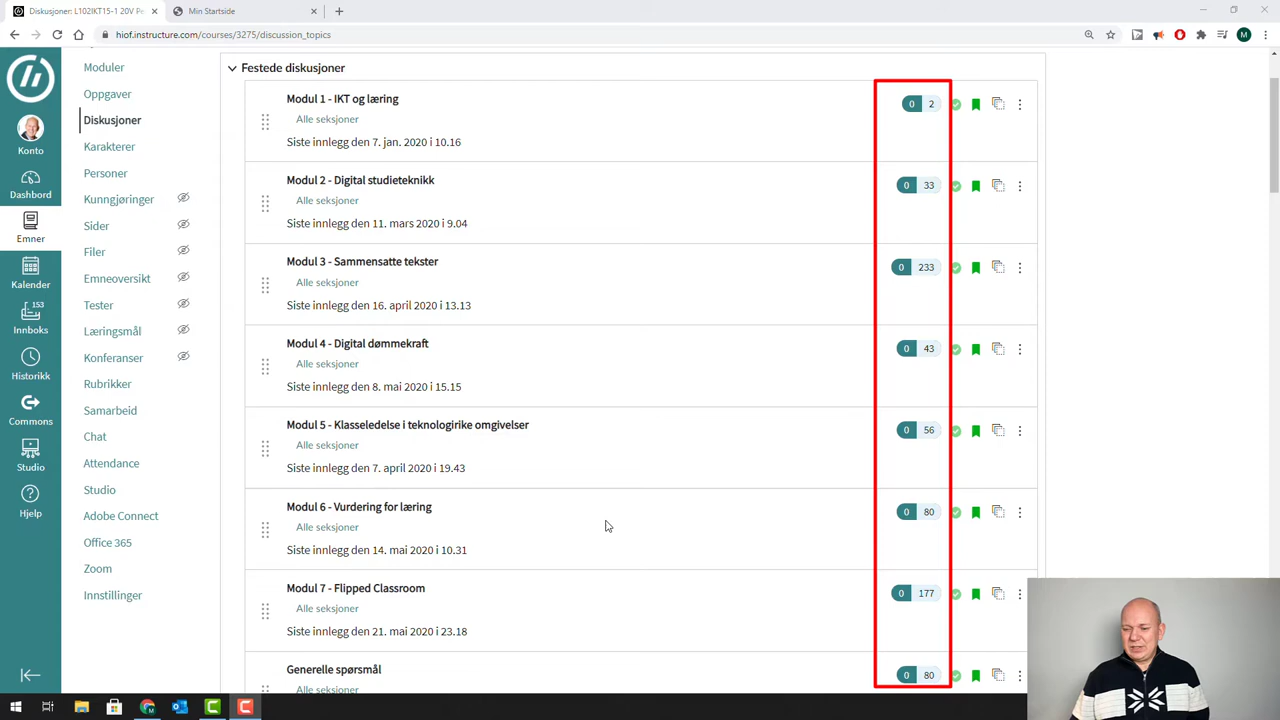 Diskusjoner: L102IKT15-1 20V Pe
Min Startside
hiof.instructure.com/courses/3275/discussion_topics
M
Konto
Dashbord
Emner
Kalender
153
Innboks
Historikk
Commons
Studio
Hjelp
Moduler
Oppgaver
Diskusjoner
Karakterer
Personer
Kunngjøringer
Sider
Filer
Emneoversikt
Tester
Læringsmål
Konferanser
Rubrikker
Samarbeid
Chat
Attendance
Studio
Adobe Connect
Office 365
Zoom
Innstillinger
Festede diskusjoner
Modul 1 - IKT og læring
Alle seksjoner
Siste innlegg den 7. jan. 2020 i 10.16
0 2
Modul 2 - Digital studieteknikk
Alle seksjoner
Siste innlegg den 11. mars 2020 i 9.04
0 33
Modul 3 - Sammensatte tekster
Alle seksjoner
Siste innlegg den 16. april 2020 i 13.13
0 233
Modul 4 - Digital dømmekraft
Alle seksjoner
Siste innlegg den 8. mai 2020 i 15.15
0 43
Modul 5 - Klasseledelse i teknologirike omgivelser
Alle seksjoner
Siste innlegg den 7. april 2020 i 19.43
0 56
Modul 6 - Vurdering for læring
Alle seksjoner
Siste innlegg den 14. mai 2020 i 10.31
0 80
Modul 7 - Flipped Classroom
Alle seksjoner
Siste innlegg den 21. mai 2020 i 23.18
0 177
Generelle spørsmål
Alle seksjoner
0 80